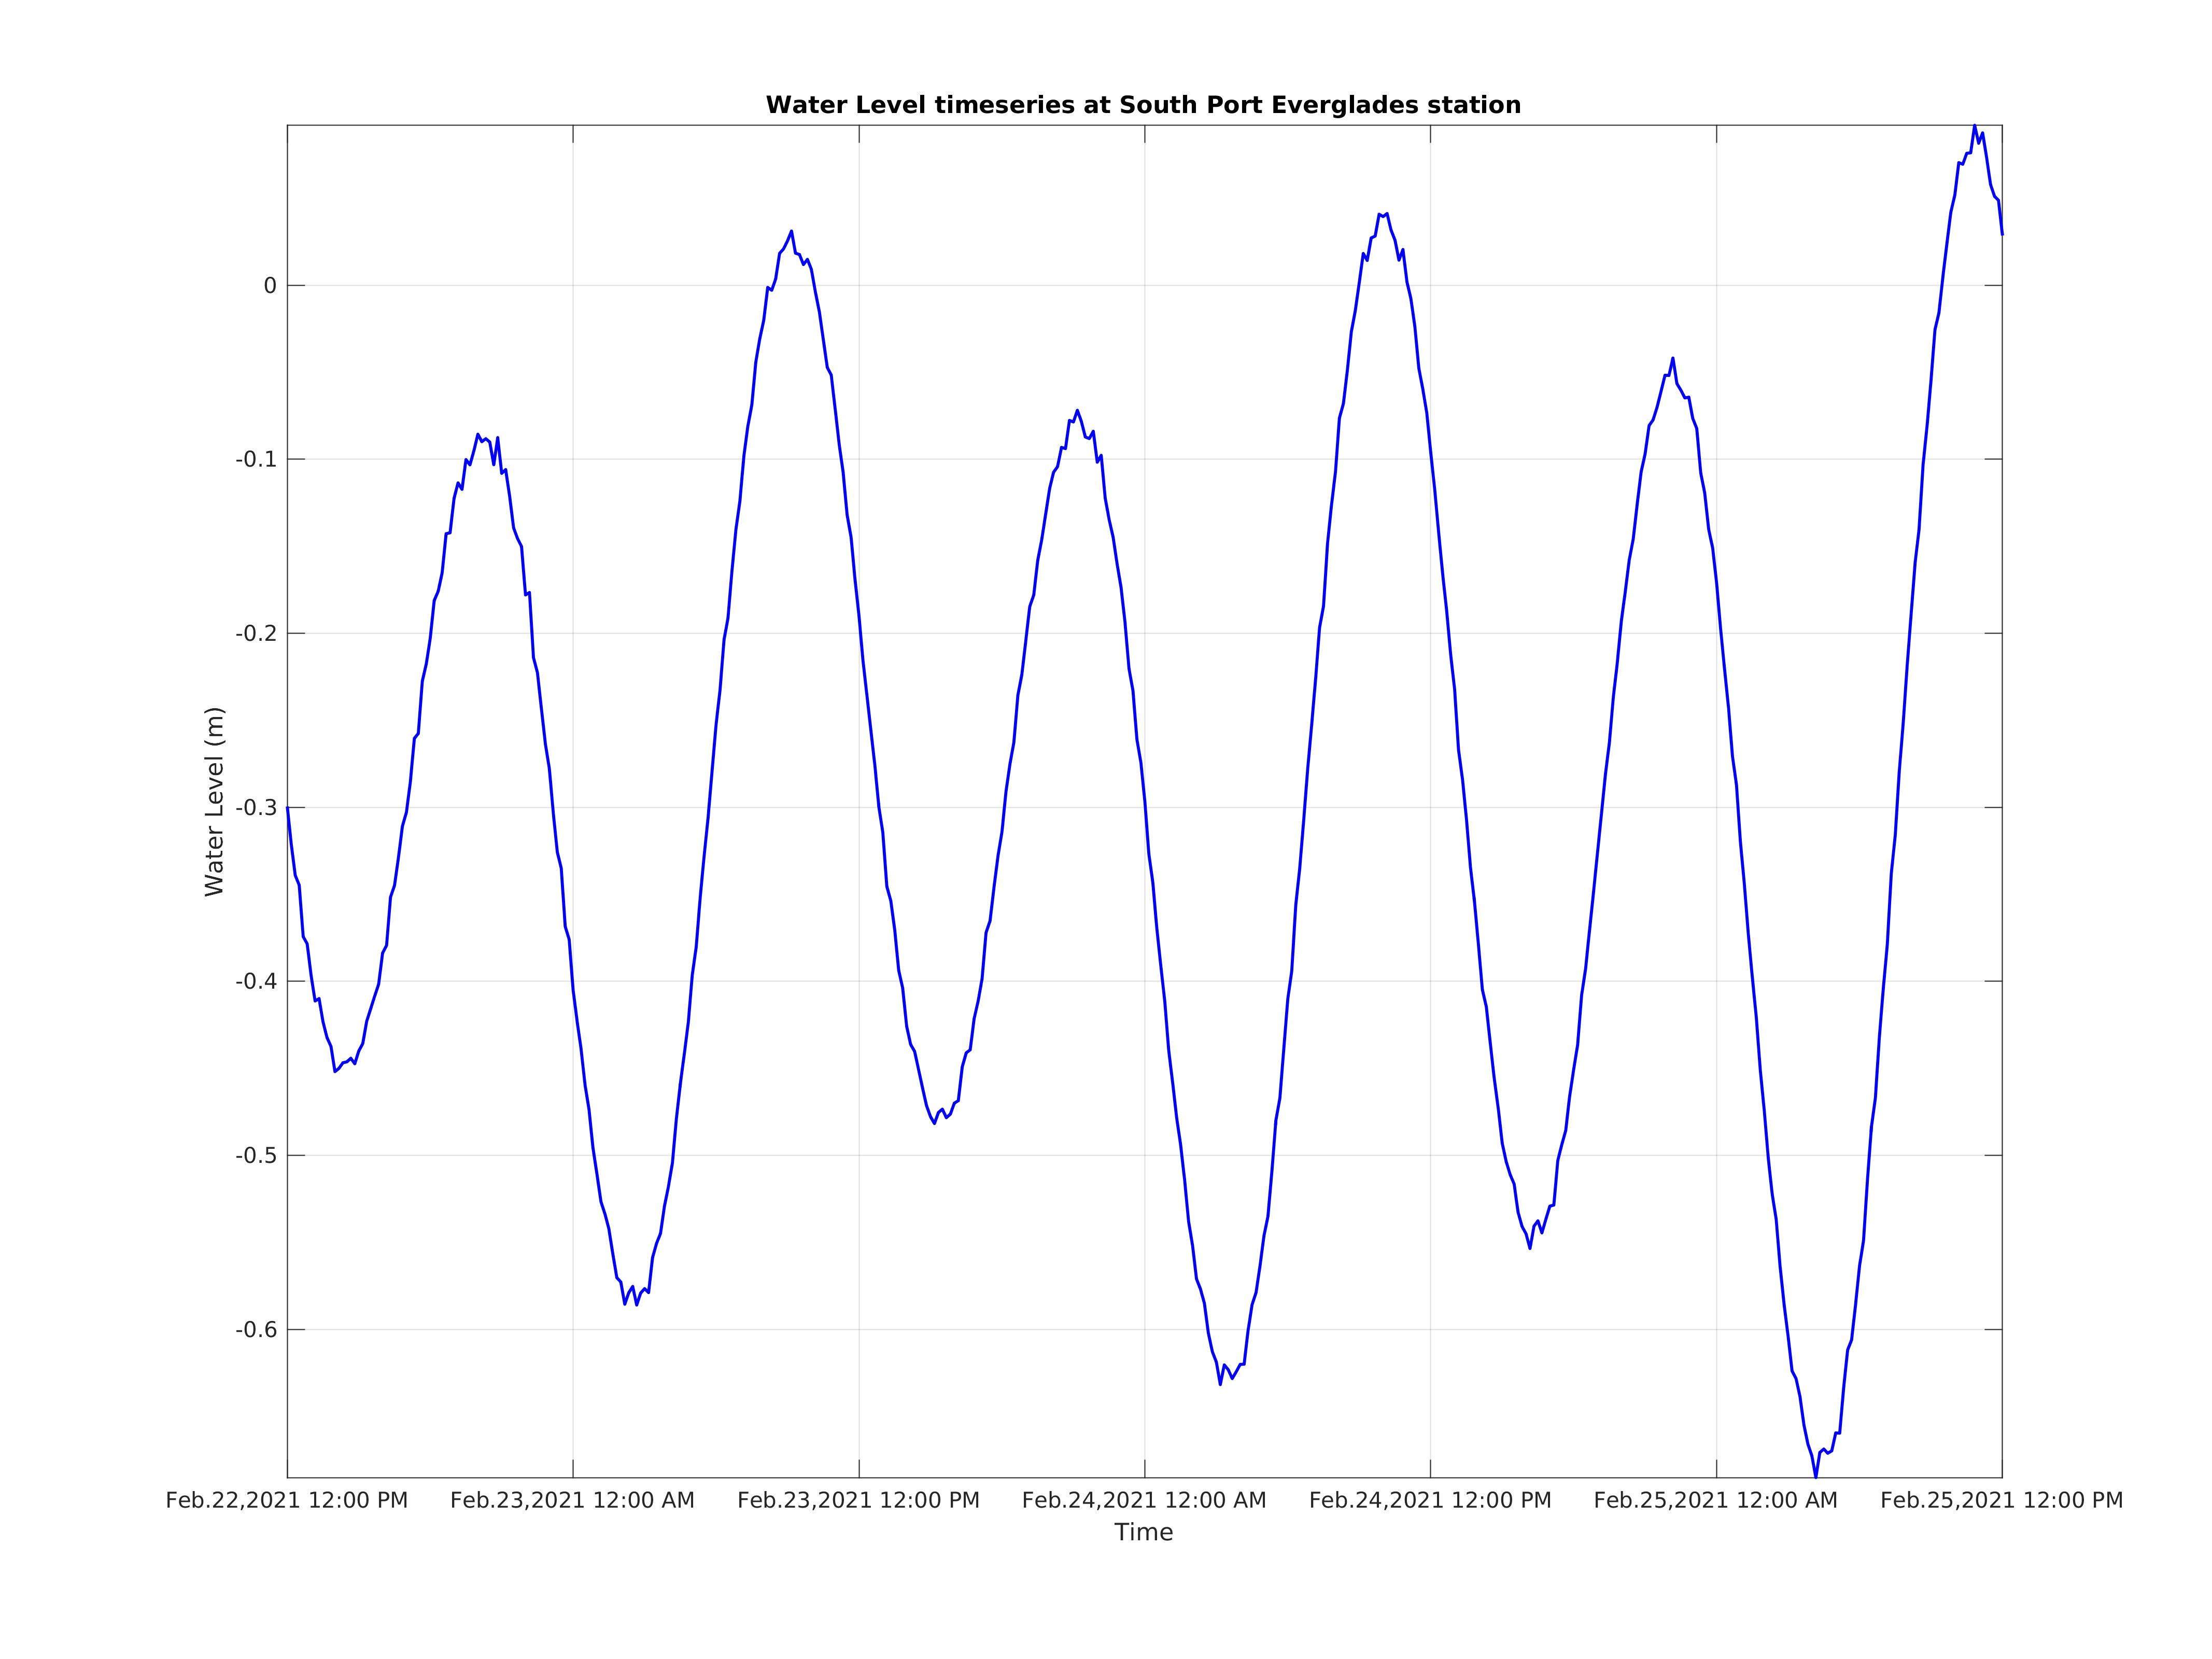 Water Level timeseries at South Port Everglades station
0
-0.1
-0.2
-0.3
-0.4
-0.5
-0.6
Water Level (m)
Feb.22,2021 12:00 PM
Feb.23,2021 12:00 AM
Feb.23,2021 12:00 PM
Feb.24,2021 12:00 AM
Feb.24,2021 12:00 PM
Feb.25,2021 12:00 AM
Feb.25,2021 12:00 PM
Time